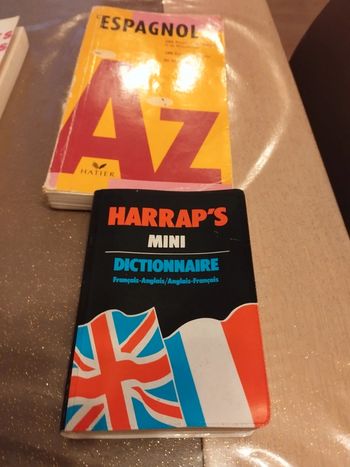 L'ESPAGNOL
AZ
HATIER
HARRAP'S
MINI
DICTIONNAIRE
Français-Anglais/Anglais-Français